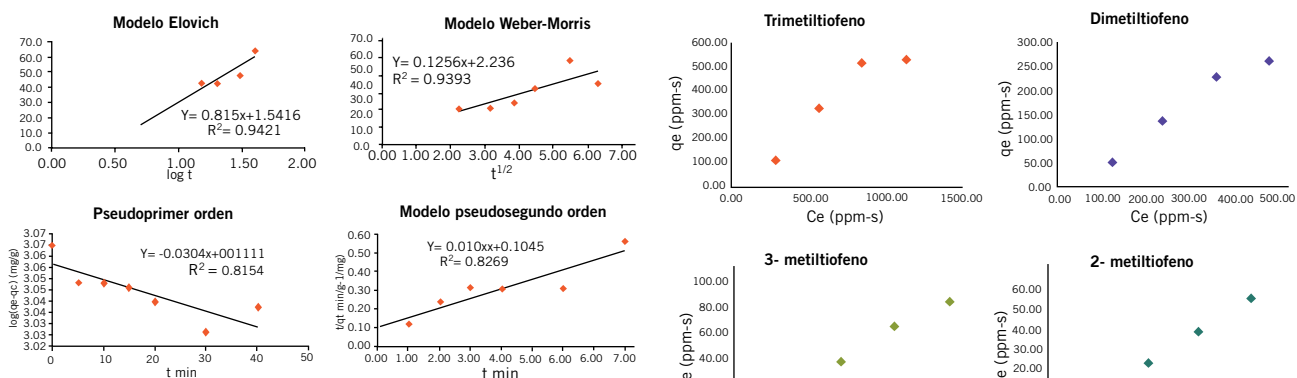 Modelo Elovich
70.0
60.0
50.0
40.0
30.0
20.0
10.0
0.0
Y= 0.815x+1.5416
R2= 0.9421
0.00 0.50 1.00 1.50 2.00
log t
Modelo Weber-Morris
70.0
60.0
50.0
40.0
30.0
20.0
10.0
0.0
Y= 0.1256x+2.236
R2 = 0.9393
0.00 1.00 2.00 3.00 4.00 5.00 6.00 7.00
t1/2
Trimetiltiofeno
qe (ppm-s)
600.00
500.00
400.00
300.00
200.00
100.00
0.00
0.00 500.00 1000.00 1500.00
Ce (ppm-s)
Dimetiltiofeno
qe (ppm-s)
300.00
250.00
200.00
150.00
100.00
50.00
0.00
0.00 100.00 200.00 300.00 400.00 500.00
Ce (ppm-s)
Pseudoprimer orden
log(qe-qc) (mg/g)
3.07
3.07
3.06
3.06
3.05
3.05
3.04
3.04
3.03
3.03
3.02
Y= -0.0304x+001111
R2 = 0.8154
0 10 20 30 40 50
t min
Modelo pseudosegundo orden
t/qt min/g-1/mg)
0.60
0.50
0.40
0.30
0.20
0.10
0.00
Y= 0.010xx+0.1045
R2= 0.8269
0.00 1.00 2.00 3.00 4.00 5.00 6.00 7.00
t min
3- metiltiofeno
e (ppm-s)
100.00
80.00
60.00
40.00
2- metiltiofeno
e (ppm-s)
60.00
50.00
40.00
30.00
20.00